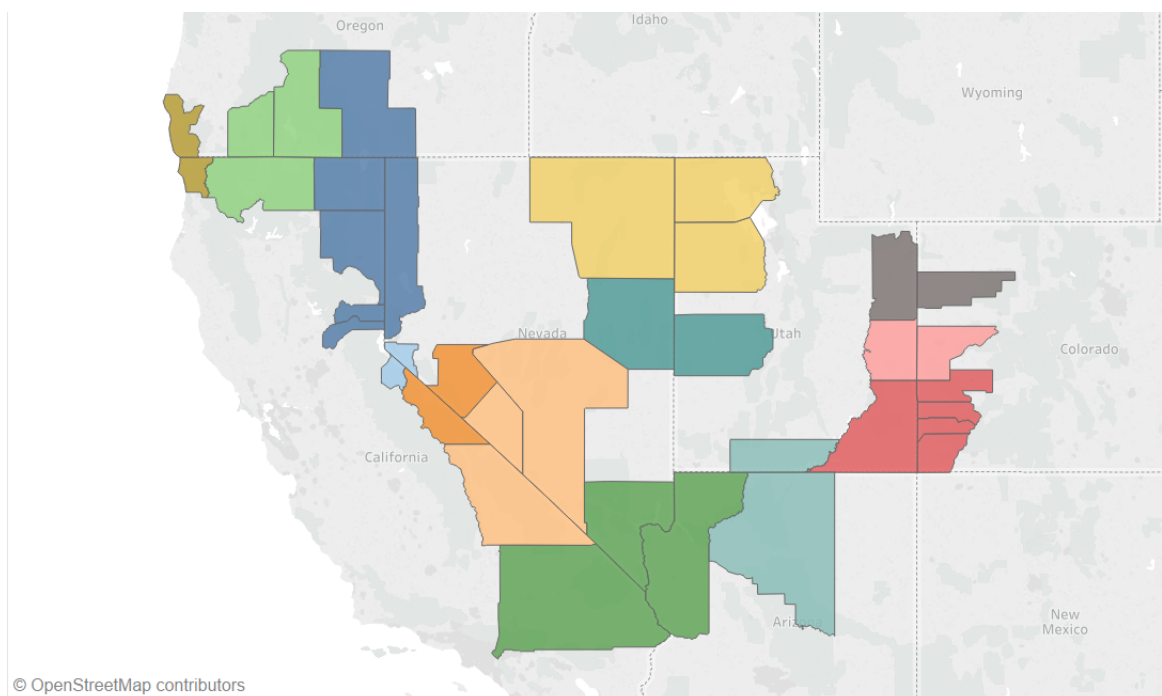 Oregon
Idaho
Wyoming
Nevada
Utah
Colorado
California
Arizona
New
Mexico
© OpenStreetMap contributors